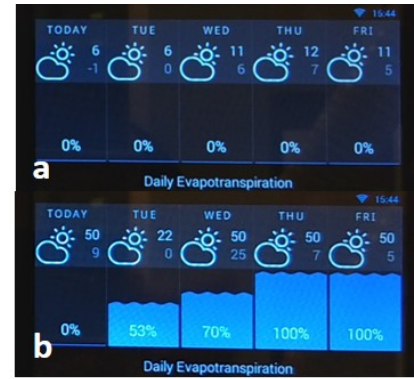 15:44
TODAY TUE WED THU FRI
6 6 11 12 11
-1 0 6 7 5
0% 0% 0% 0% 0%
a
Daily Evapotranspiration
15:44
TODAY TUE WED THU FRI
50 22 50 50 50
9 0 25 7 5
0% 53% 70% 100% 100%
b
Daily Evapotranspiration